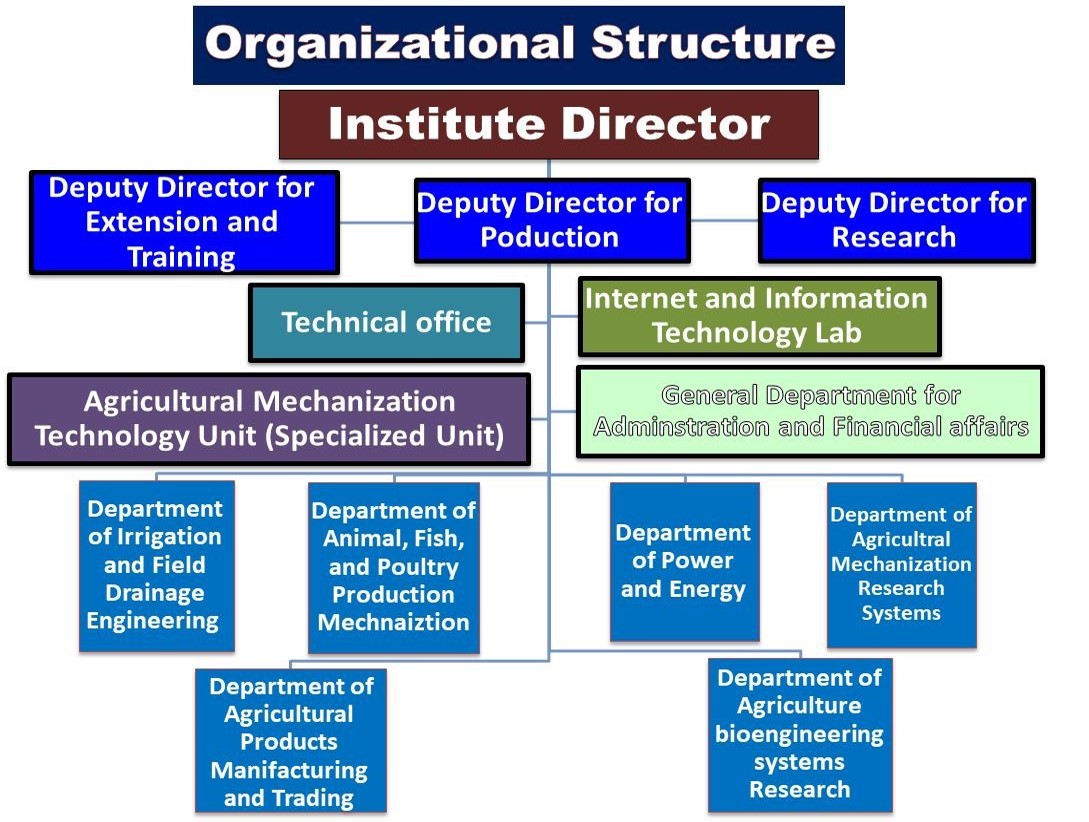 Organizational Structure
Institute Director
Deputy Director for
Extension and
Training
Deputy Director for
Poduction
Deputy Director for
Research
Technical office
Internet and Information
Technology Lab
Agricultural Mechanization
Technology Unit (Specialized Unit)
General Department for
Adminstration and Financial affairs
Department
of Irrigation
and Field
Drainage
Engineering
Department of
Animal, Fish,
and Poultry
Production
Mechnaiztion
Department
of Power
and Energy
Department of
Agricultral
Mechanization
Research
Systems
Department of
Agricultural
Products
Manifacturing
and Trading
Department of
Agriculture
bioengineering
systems
Research